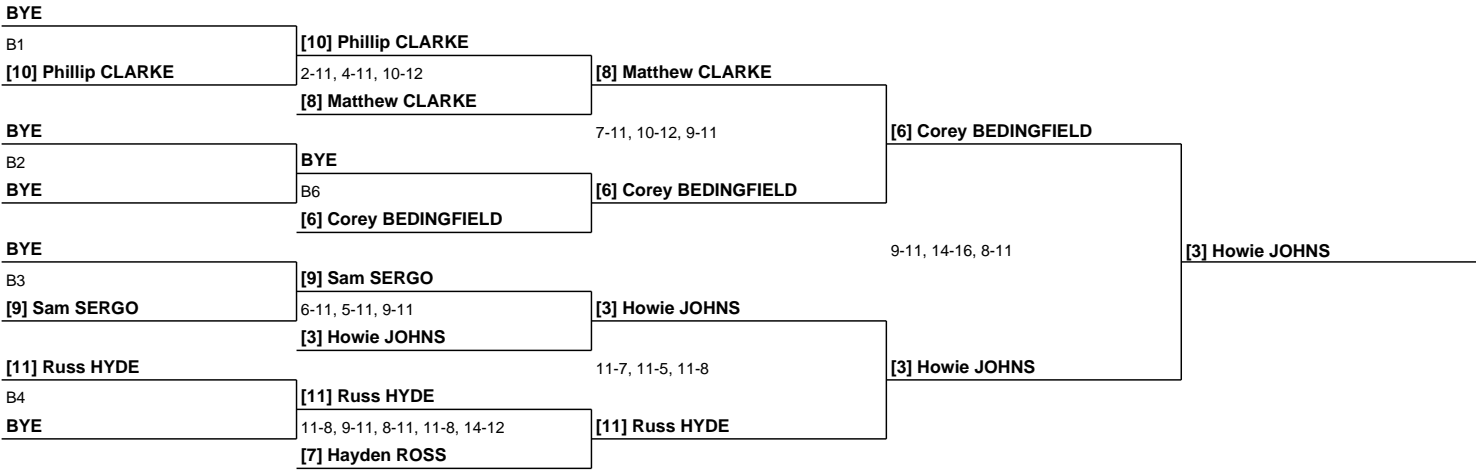 BYE
B1
[10] Phillip CLARKE
[10] Phillip CLARKE
2-11, 4-11, 10-12
[8] Matthew CLARKE
[8] Matthew CLARKE
BYE
7-11, 10-12, 9-11
[6] Corey BEDINGFIELD
B2
BYE
BYE
B6
[6] Corey BEDINGFIELD
[6] Corey BEDINGFIELD
BYE
9-11, 14-16, 8-11
[3] Howie JOHNS
B3
[9] Sam SERGO
[9] Sam SERGO
6-11, 5-11, 9-11
[3] Howie JOHNS
[3] Howie JOHNS
[11] Russ HYDE
11-7, 11-5, 11-8
[3] Howie JOHNS
B4
[11] Russ HYDE
BYE
11-8, 9-11, 8-11, 11-8, 14-12
[11] Russ HYDE
[7] Hayden ROSS